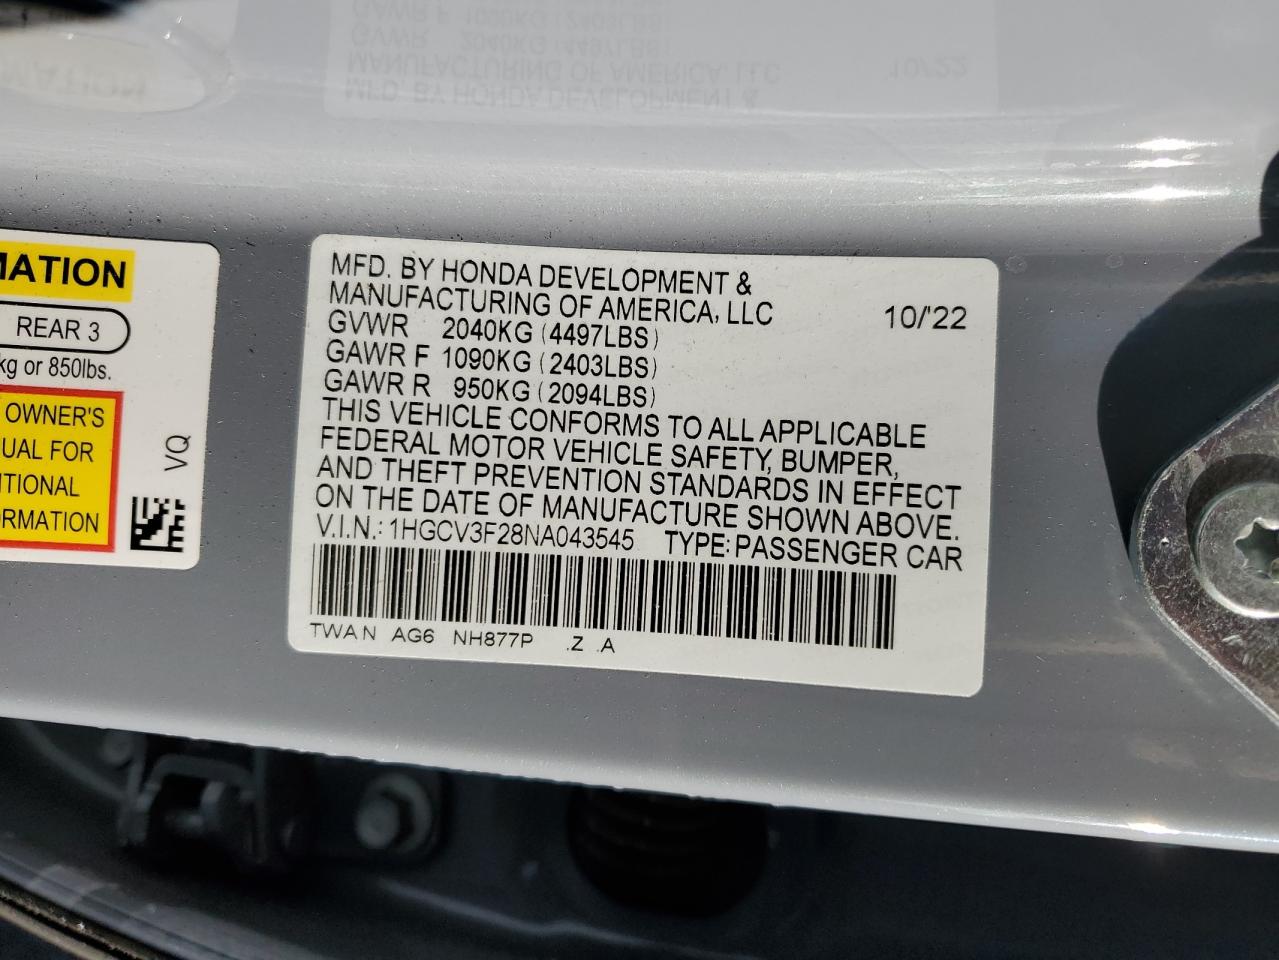 MATION
REAR 3
kg or 850lbs.
OWNER'S
UAL FOR
ITIONAL
ORMATION
VQ
MFD. BY HONDA DEVELOPMENT &
MANUFACTURING OF AMERICA, LLC 10/'22
GVWR 2040KG (4497LBS)
GAWR F 1090KG (2403LBS)
GAWR R 950KG (2094LBS)
THIS VEHICLE CONFORMS TO ALL APPLICABLE
FEDERAL MOTOR VEHICLE SAFETY, BUMPER,
AND THEFT PREVENTION STANDARDS IN EFFECT
ON THE DATE OF MANUFACTURE SHOWN ABOVE.
V.I.N.: 1HGCV3F28NA043545 TYPE: PASSENGER CAR
TWA N AG6 NH877P .Z .A